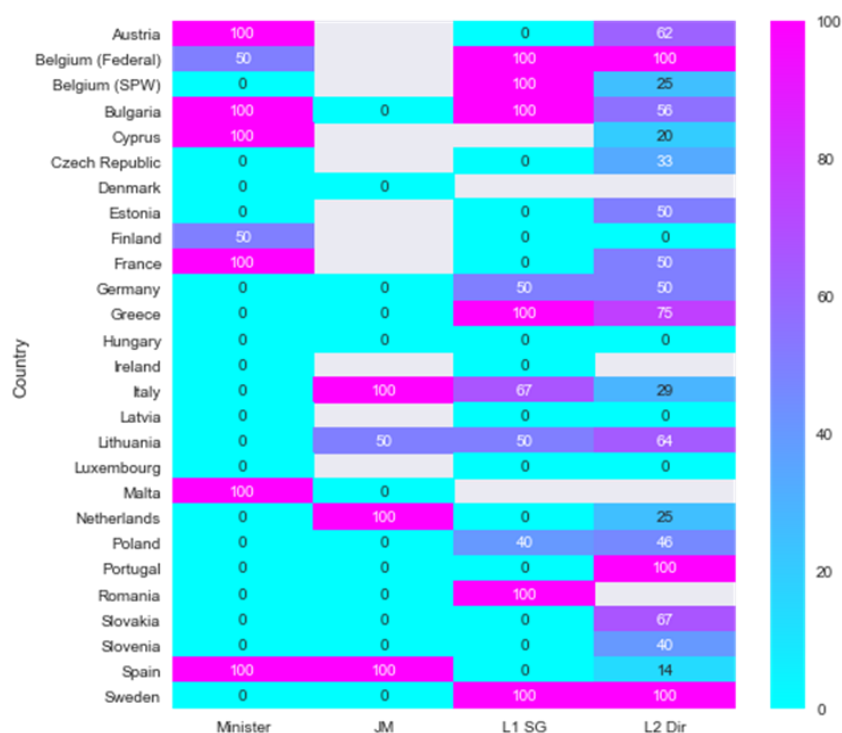 Austria 100 0 62
Belgium (Federal) 50 100 100
Belgium (SPW) 0 100 25
Bulgaria 100 0 100 56
Cyprus 100 20
Czech Republic 0 0 33
Denmark 0 0
Estonia 0 0 50
Finland 50 0 0
France 100 0 50
Germany 0 0 50 50
Greece 0 0 100 75
Hungary 0 0 0 0
Ireland 0 0
Italy 0 100 67 29
Latvia 0 0 0
Lithuania 0 50 50 64
Luxembourg 0 0 0
Malta 100 0
Netherlands 0 100 0 25
Poland 0 0 40 46
Portugal 0 0 0 100
Romania 0 0 100
Slovakia 0 0 0 67
Slovenia 0 0 0 40
Spain 100 100 0 14
Sweden 0 0 100 100
Minister JM L1 SG L2 Dir
Country
100
80
60
40
20
0